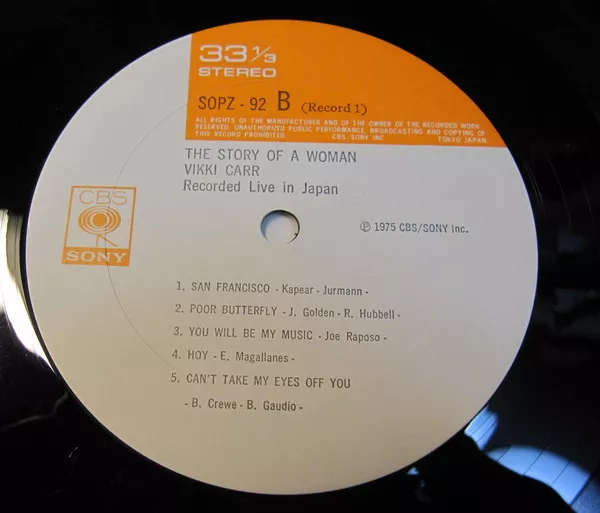 33 1/3
STEREO
SOPZ - 92 B (Record 1)
ALL RIGHTS OF THE MANUFACTURER AND OF THE OWNER OF THE RECORDED WORK
RESERVED. UNAUTHORIZED PUBLIC PERFORMANCE, BROADCASTING AND COPYING OF
THIS RECORD PROHIBITED. CBS/SONY INC TOKYO JAPAN.
THE STORY OF A WOMAN
VIKKI CARR
Recorded Live in Japan
CBS
SONY
℗ 1975 CBS/SONY Inc.
1. SAN FRANCISCO - Kapear - Jurmann -
2. POOR BUTTERFLY - J. Golden - R. Hubbell -
3. YOU WILL BE MY MUSIC - Joe Raposo -
4. HOY - E. Magallanes -
5. CAN'T TAKE MY EYES OFF YOU
- B. Crewe - B. Gaudio -